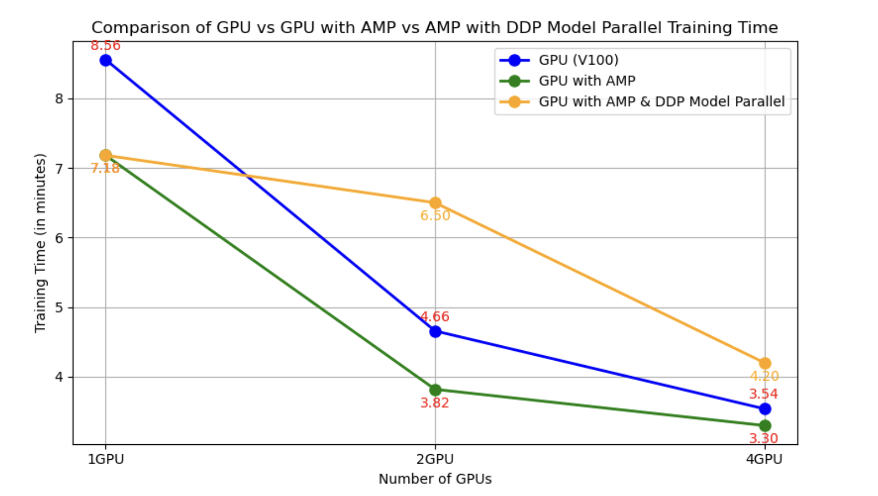 Comparison of GPU vs GPU with AMP vs AMP with DDP Model Parallel Training Time
8.56
GPU (V100)
GPU with AMP
GPU with AMP & DDP Model Parallel
8
7
7.18
6.50
6
5
4.66
4
4.20
3.82
3.54
3.30
Training Time (in minutes)
1GPU
2GPU
4GPU
Number of GPUs